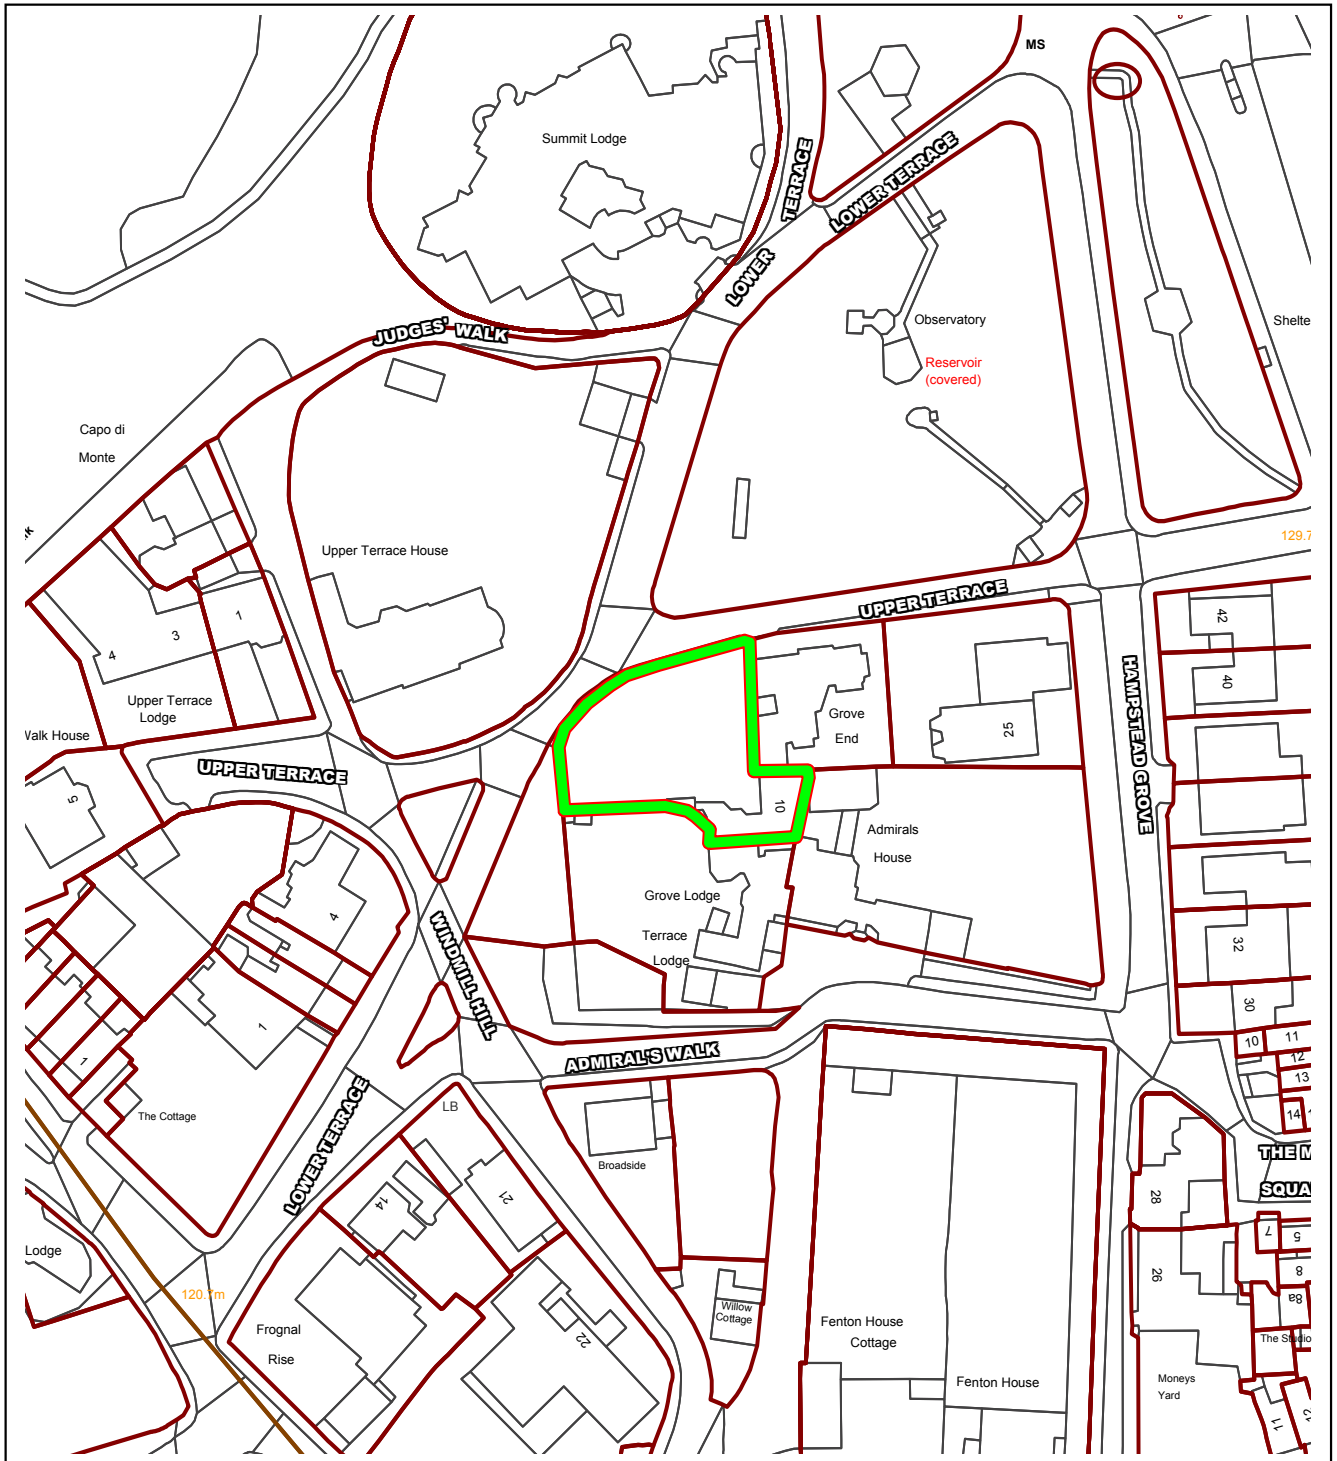 MS
Summit Lodge
TERRACE
LOWER TERRACE
LOWER
JUDGES' WALK
Observatory
Reservoir
(covered)
Shelte
Capo di
Monte
129.7
Upper Terrace House
UPPER TERRACE
1
3
4
Upper Terrace
Lodge
Walk House
UPPER TERRACE
5
42
40
HAMPSTEAD GROVE
Grove
End
25
10
Admirals
House
Grove Lodge
Terrace
Lodge
4
1
1
WINDMILL HILL
32
30
ADMIRAL'S WALK
10
11
12
13
14
THE M
SQUA
The Cottage
LOWER TERRACE
LB
Broadside
14
21
28
7
5
8
8a
26
The Studio
Lodge
120.7m
Frognal
Rise
22
Willow
Cottage
Fenton House
Cottage
Fenton House
Moneys
Yard
11
12